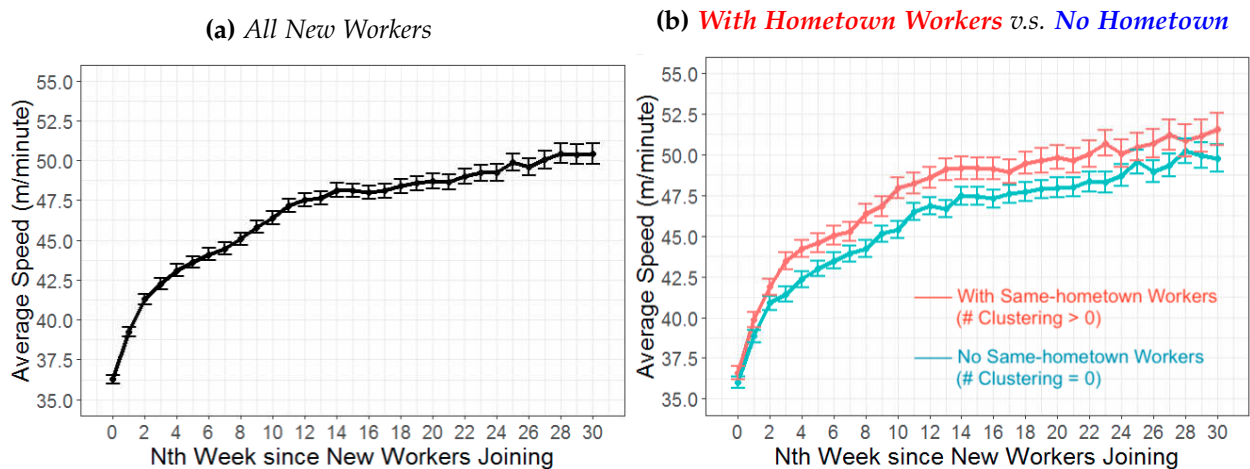 (a) All New Workers
Average Speed (m/minute)
55.0
52.5
50.0
47.5
45.0
42.5
40.0
37.5
35.0
0 2 4 6 8 10 12 14 16 18 20 22 24 26 28 30
Nth Week since New Workers Joining
(b) With Hometown Workers v.s. No Hometown
Average Speed (m/minute)
55.0
52.5
50.0
47.5
45.0
42.5
40.0
37.5
35.0
With Same-hometown Workers
(# Clustering > 0)
No Same-hometown Workers
(# Clustering = 0)
0 2 4 6 8 10 12 14 16 18 20 22 24 26 28 30
Nth Week since New Workers Joining